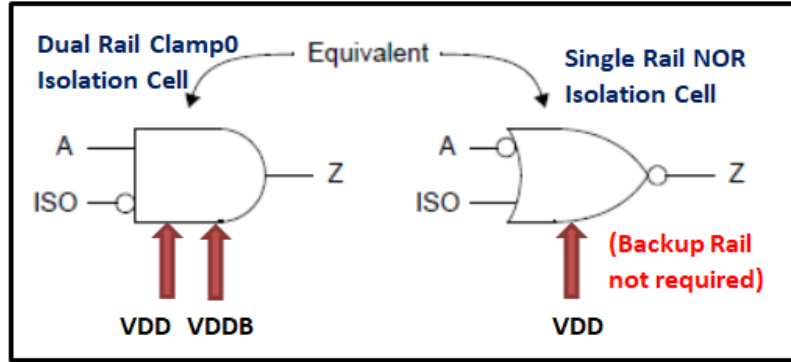 Dual Rail Clamp0
Isolation Cell
Equivalent
Single Rail NOR
Isolation Cell
A
ISO
Z
A
ISO
Z
(Backup Rail
not required)
VDD VDDB
VDD